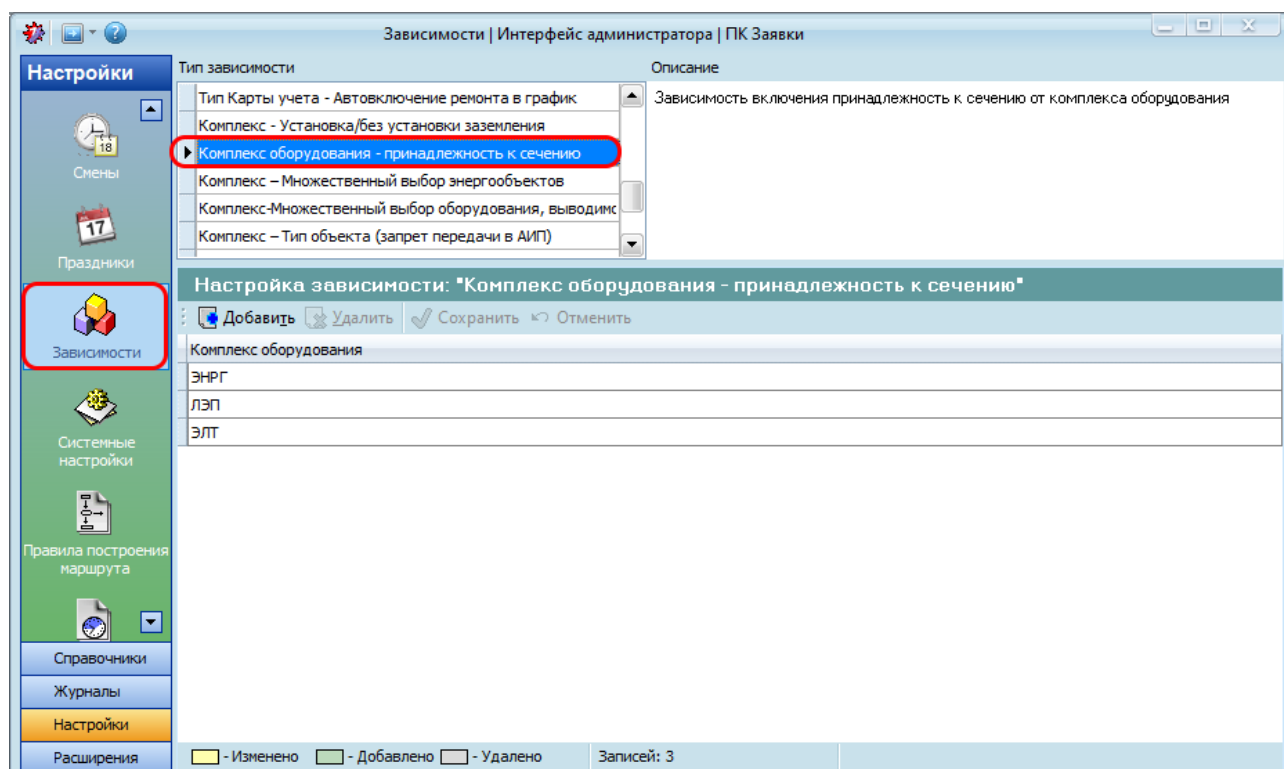 Зависимости | Интерфейс администратора | ПК Заявки
Настройки
18
Смены
17
Праздники
Зависимости
Системные
настройки
Правила построения
маршрута
Справочники
Журналы
Настройки
Расширения
Тип зависимости
Тип Карты учета - Автовключение ремонта в график
Комплекс - Установка/без установки заземления
Комплекс оборудования - принадлежность к сечению
Комплекс – Множественный выбор энергообъектов
Комплекс-Множественный выбор оборудования, выводимо
Комплекс – Тип объекта (запрет передачи в АИП)
Описание
Зависимость включения принадлежность к сечению от комплекса оборудования
Настройка зависимости: "Комплекс оборудования - принадлежность к сечению"
Добавить Удалить Сохранить Отменить
Комплекс оборудования
ЭНРГ
ЛЭП
ЭЛТ
- Изменено - Добавлено - Удалено Записей: 3